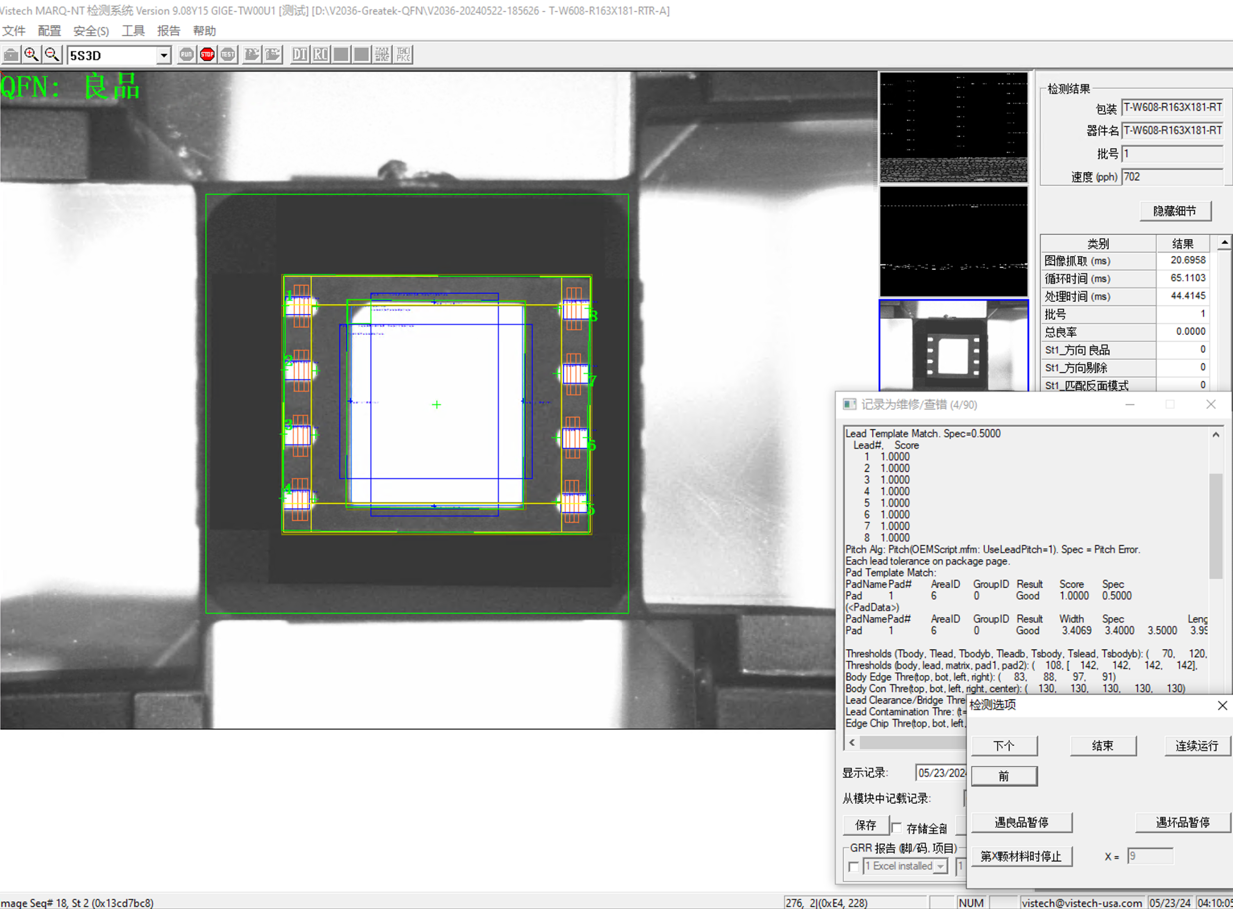 Vistech MARQ-NT 检测系统 Version 9.08Y15 GIGE-TW00U1 [测试] [D:\V2036-Greatek-QFN\V2036-20240522-185626 - T-W608-R163X181-RTR-A]
文件 配置 安全(S) 工具 报告 帮助
5S3D RUN STOP
QFN: 良品
1
2
3
4
8
7
6
5
检测结果
包装 T-W608-R163X181-RT
器件名 T-W608-R163X181-RT
批号 1
速度 (pph) 702
隐藏细节
类别 结果
图像抓取 (ms) 20.6958
循环时间 (ms) 65.1103
处理时间 (ms) 44.4145
批号 1
总良率 0.0000
St1_方向 良品 0
St1_方向剔除 0
St1_匹配反面模式 0
记录为维修/查错 (4/90)
Lead Template Match. Spec=0.5000
Lead#, Score
1 1.0000
2 1.0000
3 1.0000
4 1.0000
5 1.0000
6 1.0000
7 1.0000
8 1.0000
Pitch Alg: Pitch(OEMScript.mfm: UseLeadPitch=1). Spec = Pitch Error.
Each lead tolerance on package page.
Pad Template Match:
PadName Pad# AreaID GroupID Result Score Spec
Pad 1 6 0 Good 1.0000 0.5000
(<PadData>)
PadName Pad# AreaID GroupID Result Width Spec Leng
Pad 1 6 0 Good 3.4069 3.4000 3.5000 3.99
Thresholds (Tbody, Tlead, Tbodyb, Tleadb, Tsbody, Tslead, Tsbodyb): ( 70, 120,
Thresholds (body, lead, matrix, pad1, pad2): ( 108, [ 142, 142, 142, 142],
Body Edge Thre(top, bot, left, right): ( 83, 88, 97, 91)
Body Con Thre(top, bot, left, right, center): ( 130, 130, 130, 130, 130)
Lead Clearance/Bridge Thre
Lead Contamination Thre: (t=
Edge Chip Thre(top, bot, left,
显示记录: 05/23/2024
从模块中记载记录:
保存 存储全部
GRR 报告 (脚/码. 项目)
1 Excel installed 1
检测选项
下个 结束 连续运行
前
遇良品暂停 遇坏品暂停
第X颗材料时停止 X = 9
mage Seq# 18, St 2 (0x13cd7bc8) 276, 2|(0xE4, 228) NUM vistech@vistech-usa.com 05/23/24 04:10:05